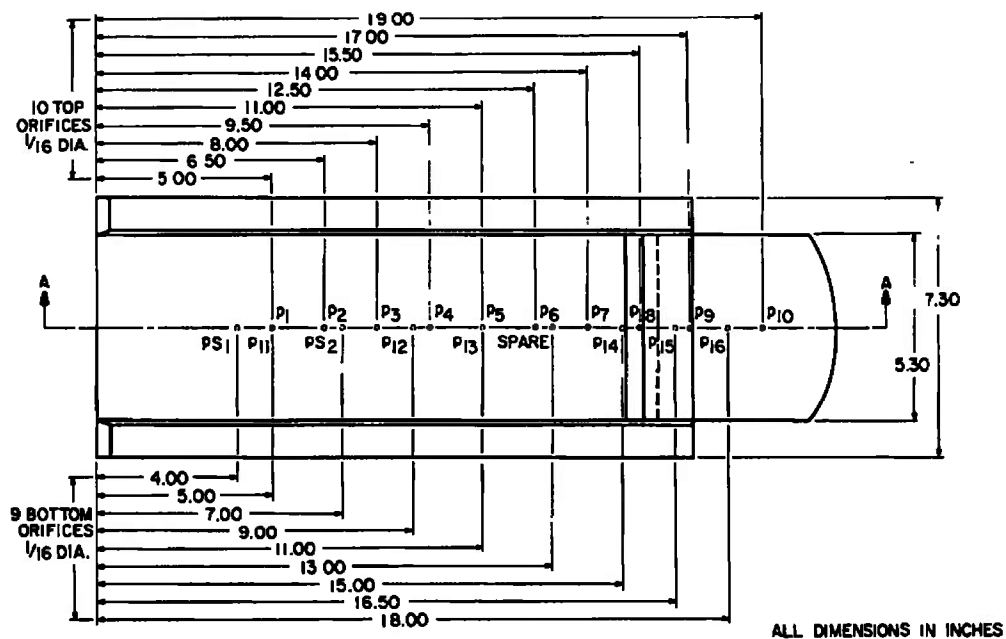 19.00
17.00
15.50
14.00
12.50
11.00
9.50
8.00
6.50
5.00
10 TOP
ORIFICES
1/16 DIA.
A
A
P1 P2 P3 P4 P5 P6 P7 P8 P9 P10
PS1 P11 PS2 P12 P13 SPARE P14 P15 P16
7.30
5.30
4.00
5.00
7.00
9.00
11.00
13.00
15.00
16.50
18.00
9 BOTTOM
ORIFICES
1/16 DIA.
ALL DIMENSIONS IN INCHES